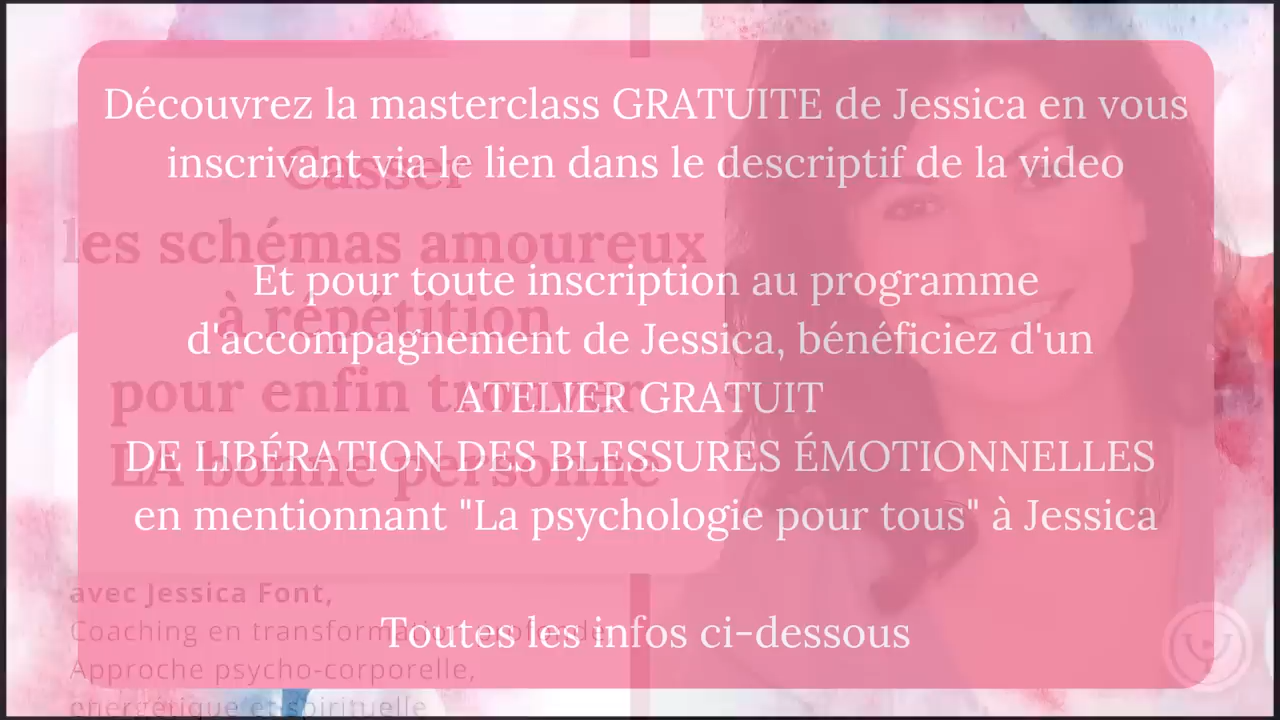 Découvrez la masterclass GRATUITE de Jessica en vous
inscrivant via le lien dans le descriptif de la video
Et pour toute inscription au programme
d'accompagnement de Jessica, bénéficiez d'un
ATELIER GRATUIT
DE LIBÉRATION DES BLESSURES ÉMOTIONNELLES
en mentionnant "La psychologie pour tous" à Jessica
Toutes les infos ci-dessous
Casser
les schémas amoureux
à répétition
pour enfin trouver
LA bonne personne
avec Jessica Font,
Coaching en transformation
Approche psycho-corporelle,
énergétique et spirituelle